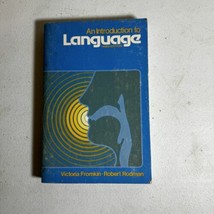 An Introduction to
Language
Victoria Fromkin · Robert Rodman